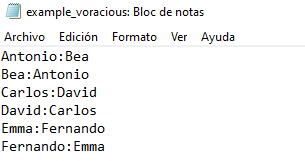 example_voracious: Bloc de notas
Archivo Edición Formato Ver Ayuda
Antonio:Bea
Bea:Antonio
Carlos:David
David:Carlos
Emma:Fernando
Fernando:Emma